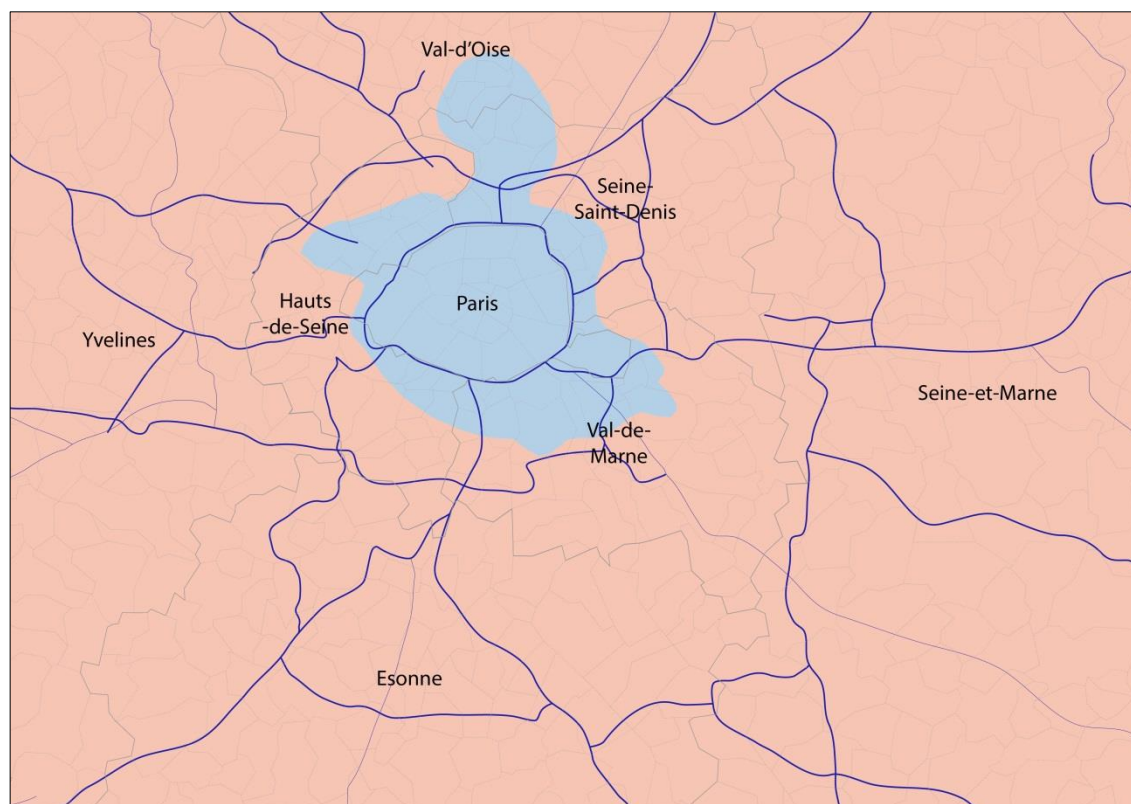 Val-d'Oise
Seine-
Saint-Denis
Hauts
-de-Seine
Paris
Yvelines
Seine-et-Marne
Val-de-
Marne
Esonne